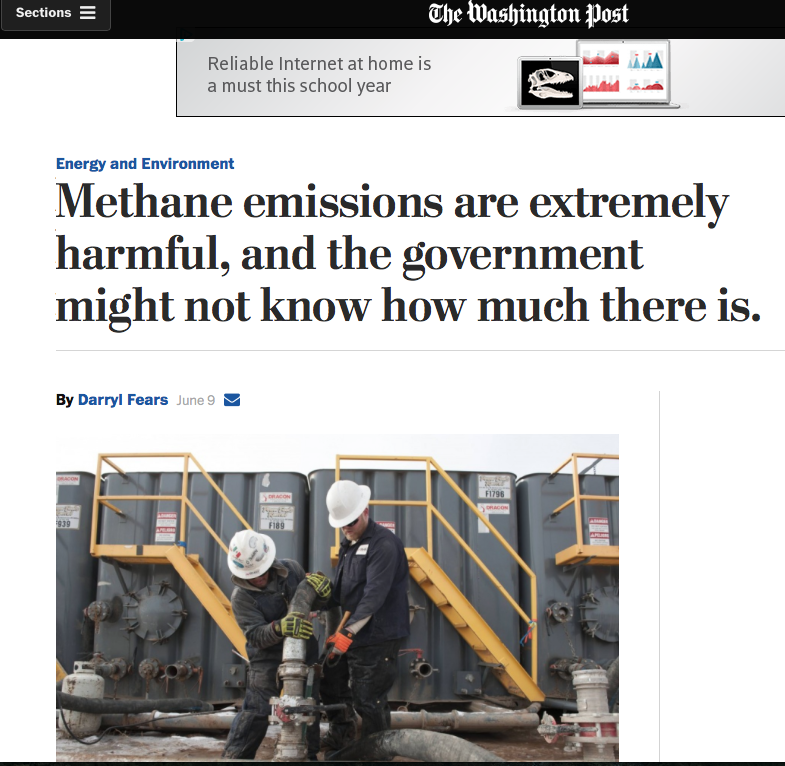 Sections
The Washington Post
Reliable Internet at home is
a must this school year
Energy and Environment
Methane emissions are extremely
harmful, and the government
might not know how much there is.
By Darryl Fears June 9
DRAGON
F189
F1796
DRAGON